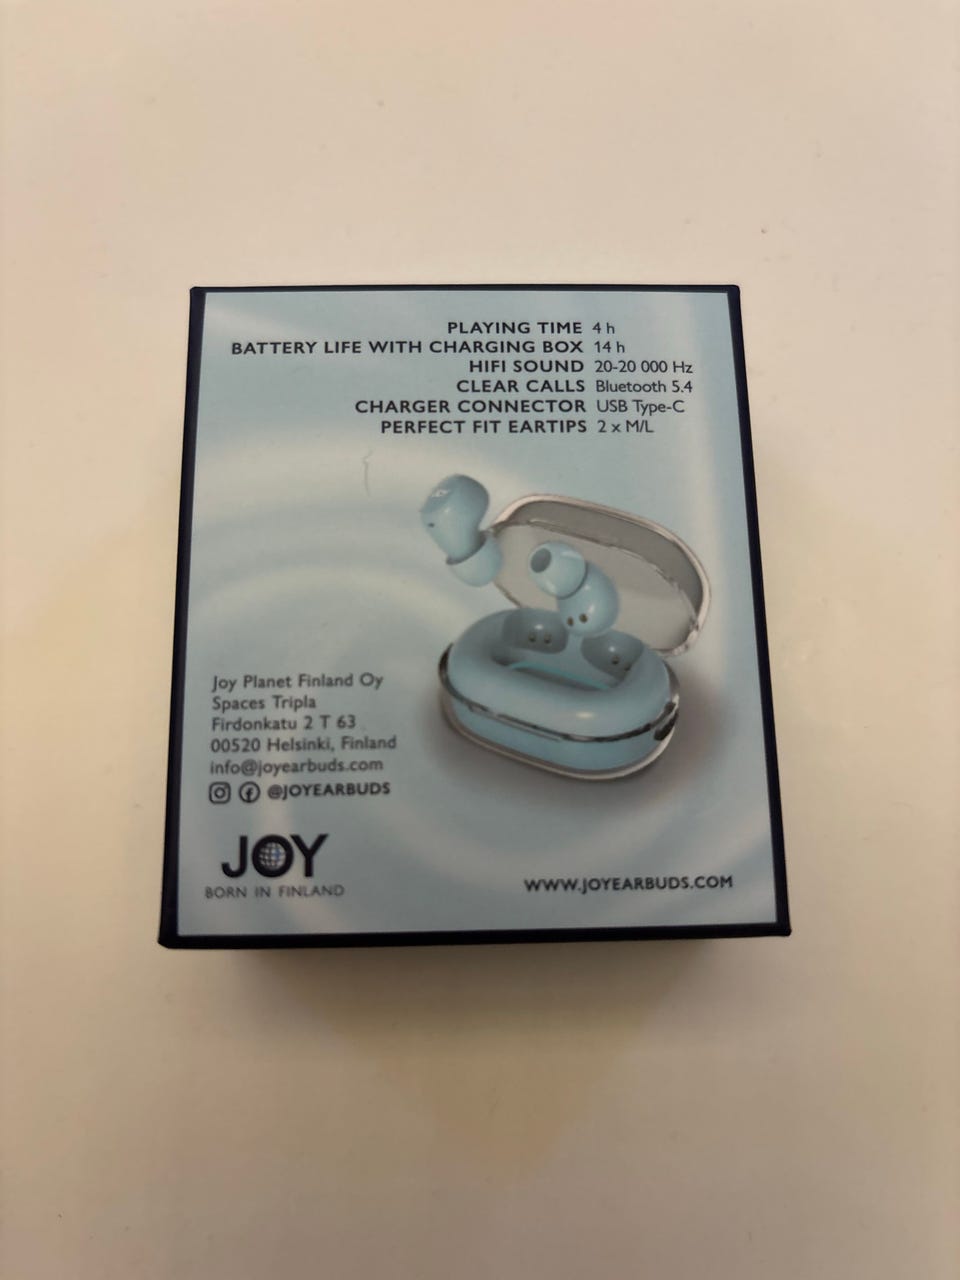 PLAYING TIME 4 h
BATTERY LIFE WITH CHARGING BOX 14 h
HIFI SOUND 20-20 000 Hz
CLEAR CALLS Bluetooth 5.4
CHARGER CONNECTOR USB Type-C
PERFECT FIT EARTIPS 2 x M/L
Joy Planet Finland Oy
Spaces Tripla
Firdonkatu 2 T 63
00520 Helsinki, Finland
info@joyearbuds.com
@JOYEARBUDS
JOY
BORN IN FINLAND
WWW.JOYEARBUDS.COM